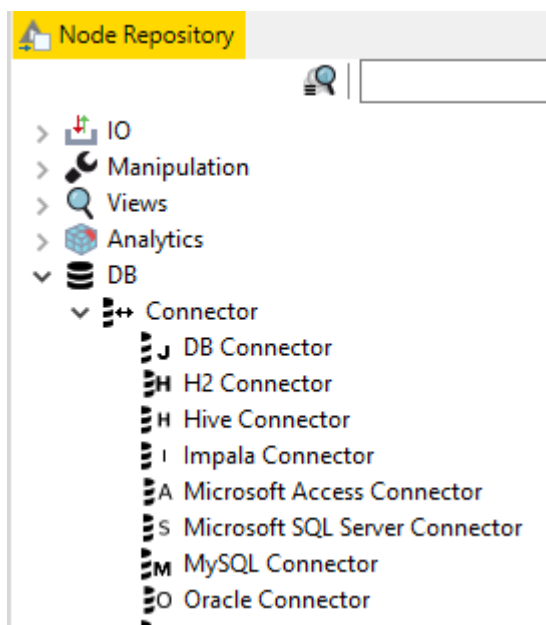 Node Repository
IO
Manipulation
Views
Analytics
DB
Connector
J DB Connector
H H2 Connector
H Hive Connector
I Impala Connector
A Microsoft Access Connector
S Microsoft SQL Server Connector
M MySQL Connector
O Oracle Connector